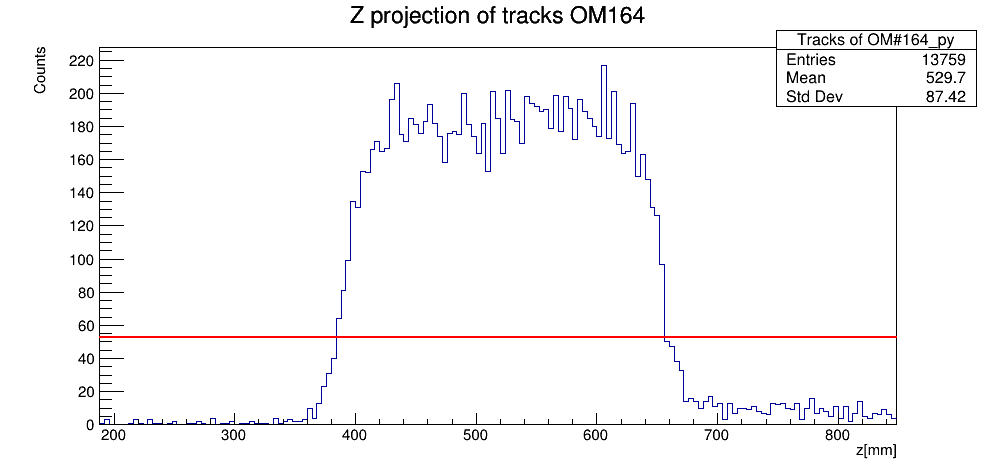 Z projection of tracks OM164
Counts
Tracks of OM#164_py
Entries 13759
Mean 529.7
Std Dev 87.42
220
200
180
160
140
120
100
80
60
40
20
0
200 300 400 500 600 700 800
z[mm]